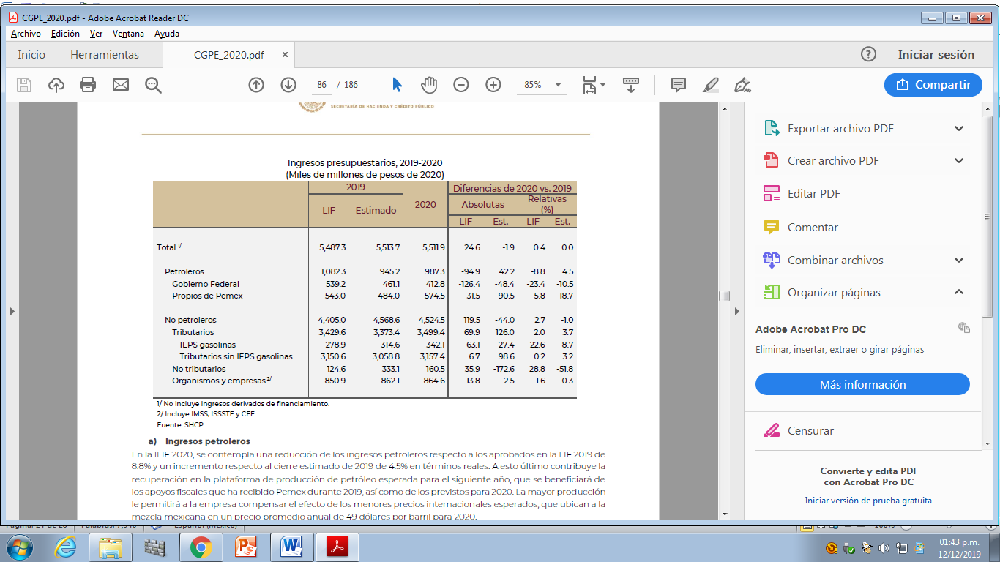 CGPE_2020.pdf - Adobe Acrobat Reader DC
Archivo Edición Ver Ventana Ayuda
Inicio Herramientas CGPE_2020.pdf × ? Iniciar sesión
86 / 186 85% Compartir
SECRETARÍA DE HACIENDA Y CRÉDITO PÚBLICO
Ingresos presupuestarios, 2019-2020
(Miles de millones de pesos de 2020)
2019 2020 Diferencias de 2020 vs. 2019
LIF Estimado Absolutas Relativas (%)
LIF Est. LIF Est.
Total 1/ 5,487.3 5,513.7 5,511.9 24.6 -1.9 0.4 0.0
Petroleros 1,082.3 945.2 987.3 -94.9 42.2 -8.8 4.5
Gobierno Federal 539.2 461.1 412.8 -126.4 -48.4 -23.4 -10.5
Propios de Pemex 543.0 484.0 574.5 31.5 90.5 5.8 18.7
No petroleros 4,405.0 4,568.6 4,524.5 119.5 -44.0 2.7 -1.0
Tributarios 3,429.6 3,373.4 3,499.4 69.9 126.0 2.0 3.7
IEPS gasolinas 278.9 314.6 342.1 63.1 27.4 22.6 8.7
Tributarios sin IEPS gasolinas 3,150.6 3,058.8 3,157.4 6.7 98.6 0.2 3.2
No tributarios 124.6 333.1 160.5 35.9 -172.6 28.8 -51.8
Organismos y empresas 2/ 850.9 862.1 864.6 13.8 2.5 1.6 0.3
1/ No incluye ingresos derivados de financiamiento.
2/ Incluye IMSS, ISSSTE y CFE.
Fuente: SHCP.
a) Ingresos petroleros
En la ILIF 2020, se contempla una reducción de los ingresos petroleros respecto a los aprobados en la LIF 2019 de
8.8% y un incremento respecto al cierre estimado de 2019 de 4.5% en términos reales. A esto último contribuye la
recuperación en la plataforma de producción de petróleo esperada para el siguiente año, que se beneficiará de
los apoyos fiscales que ha recibido Pemex durante 2019, así como de los previstos para 2020. La mayor producción
le permitirá a la empresa compensar el efecto de los menores precios internacionales esperados, que ubican a la
mezcla mexicana en un precio promedio anual de 49 dólares por barril para 2020.
Exportar archivo PDF
Crear archivo PDF
Editar PDF
Comentar
Combinar archivos
Organizar páginas
Adobe Acrobat Pro DC
Eliminar, insertar, extraer o girar páginas
Más información
Censurar
Convierte y edita PDF
con Acrobat Pro DC
Iniciar versión de prueba gratuita
01:43 p.m.
12/12/2019